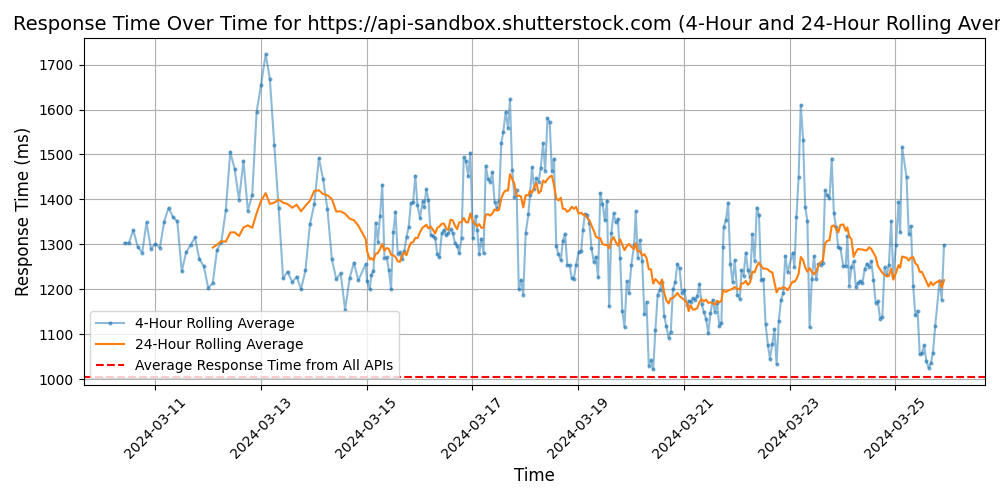 Response Time Over Time for https://api-sandbox.shutterstock.com (4-Hour and 24-Hour Rolling Aver
Response Time (ms)
1700
1600
1500
1400
1300
1200
1100
1000
4-Hour Rolling Average
24-Hour Rolling Average
Average Response Time from All APIs
2024-03-11
2024-03-13
2024-03-15
2024-03-17
2024-03-19
2024-03-21
2024-03-23
2024-03-25
Time